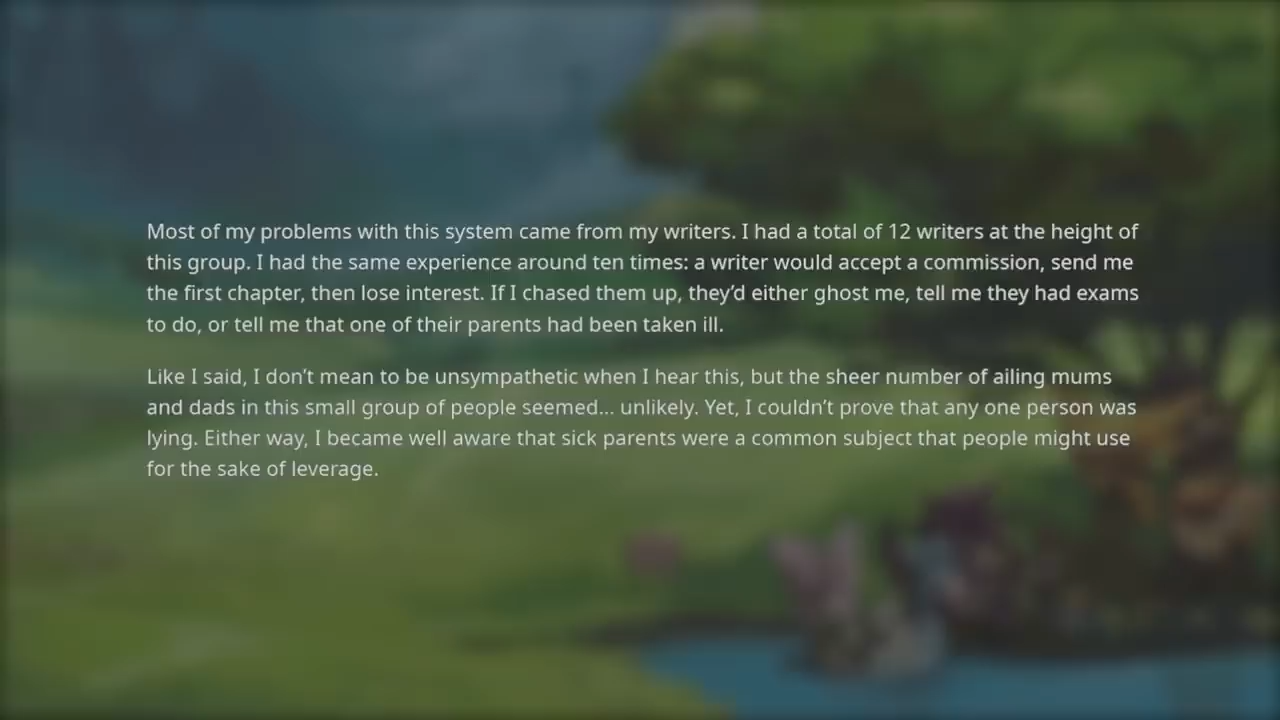 Most of my problems with this system came from my writers. I had a total of 12 writers at the height of
this group. I had the same experience around ten times: a writer would accept a commission, send me
the first chapter, then lose interest. If I chased them up, they’d either ghost me, tell me they had exams
to do, or tell me that one of their parents had been taken ill.
Like I said, I don’t mean to be unsympathetic when I hear this, but the sheer number of ailing mums
and dads in this small group of people seemed... unlikely. Yet, I couldn’t prove that any one person was
lying. Either way, I became well aware that sick parents were a common subject that people might use
for the sake of leverage.